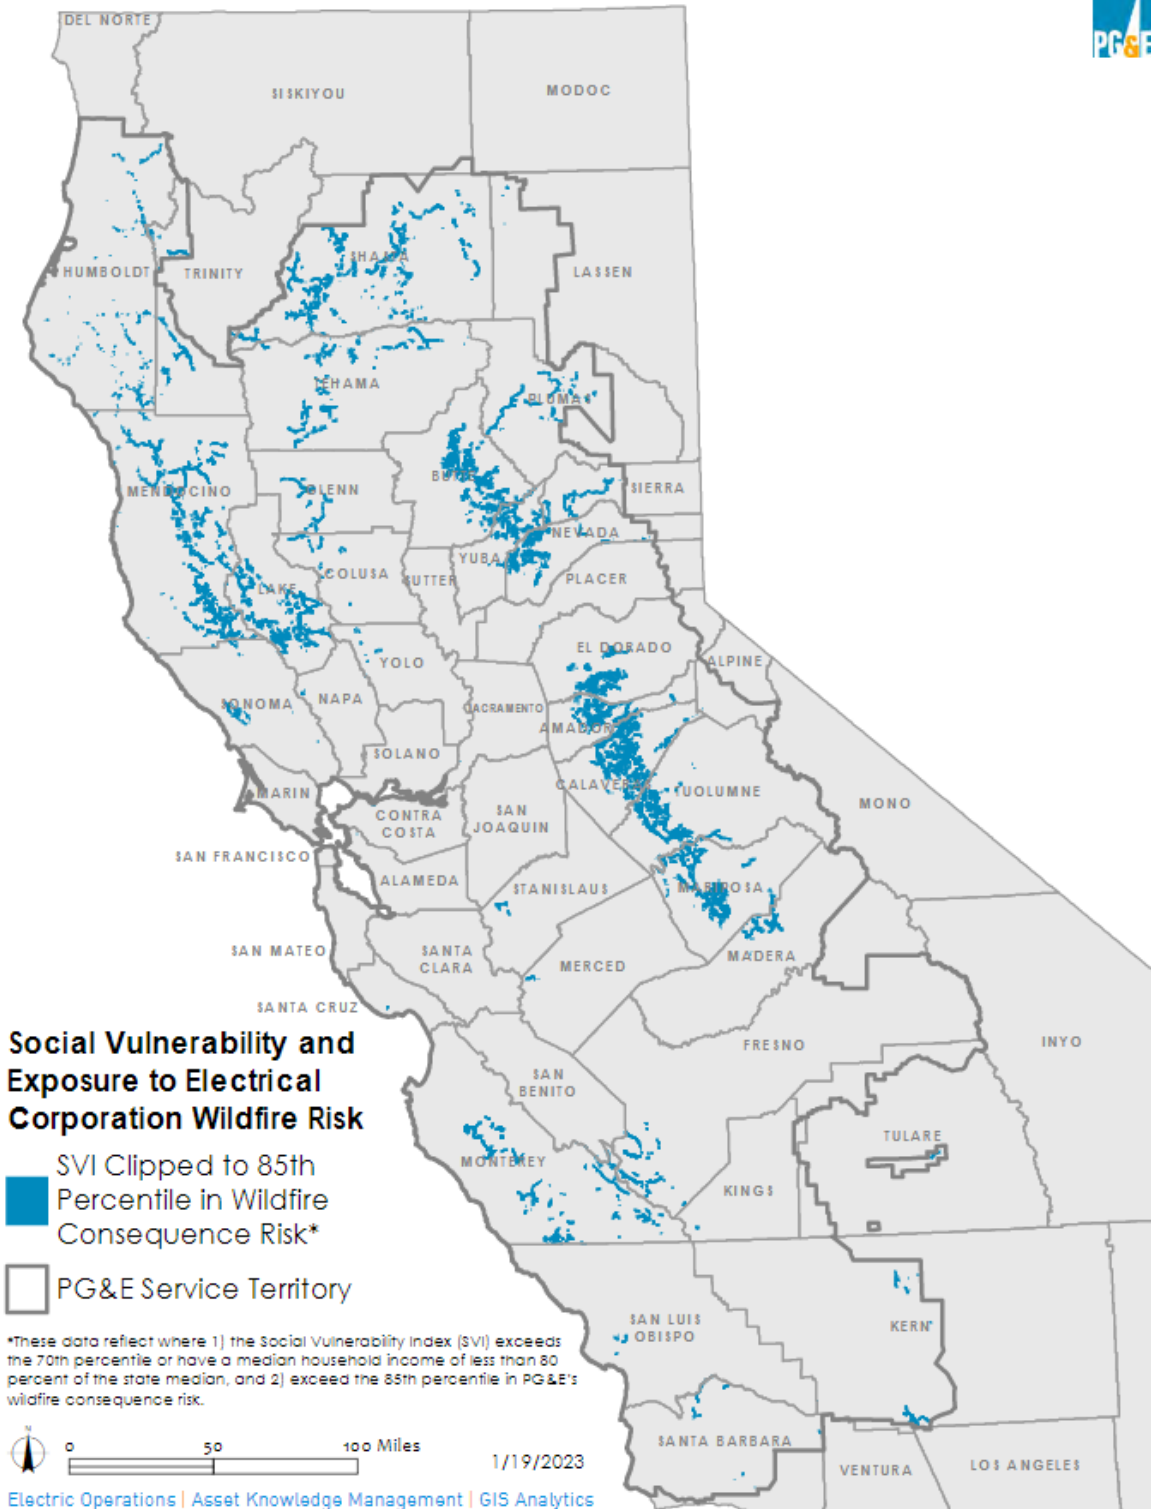 DEL NORTE
PG&E
SISKIYOU
MODOC
HUMBOLDT
TRINITY
SHASTA
LASSEN
TEHAMA
PLUMAS
MENDOCINO
GLENN
BUTTE
SIERRA
NEVADA
YUBA
LAKE
COLUSA
SUTTER
PLACER
EL DORADO
YOLO
ALPINE
SONOMA
NAPA
SACRAMENTO
AMADOR
SOLANO
CALAVERAS
TUOLUMNE
MARIN
CONTRA
COSTA
SAN
JOAQUIN
MONO
SAN FRANCISCO
ALAMEDA
STANISLAUS
MARIPOSA
SAN MATEO
SANTA
CLARA
MERCED
MADERA
SANTA CRUZ
FRESNO
INYO
SAN
BENITO
Social Vulnerability and
Exposure to Electrical
Corporation Wildfire Risk
SVI Clipped to 85th
Percentile in Wildfire
Consequence Risk*
PG&E Service Territory
MONTEREY
TULARE
KINGS
SAN LUIS
OBISPO
KERN
*These data reflect where 1) the Social Vulnerability Index (SVI) exceeds
the 70th percentile or have a median household income of less than 80
percent of the state median, and 2) exceed the 85th percentile in PG&E's
wildfire consequence risk.
SANTA BARBARA
VENTURA
LOS ANGELES
N
0 50 100 Miles
1/19/2023
Electric Operations | Asset Knowledge Management | GIS Analytics